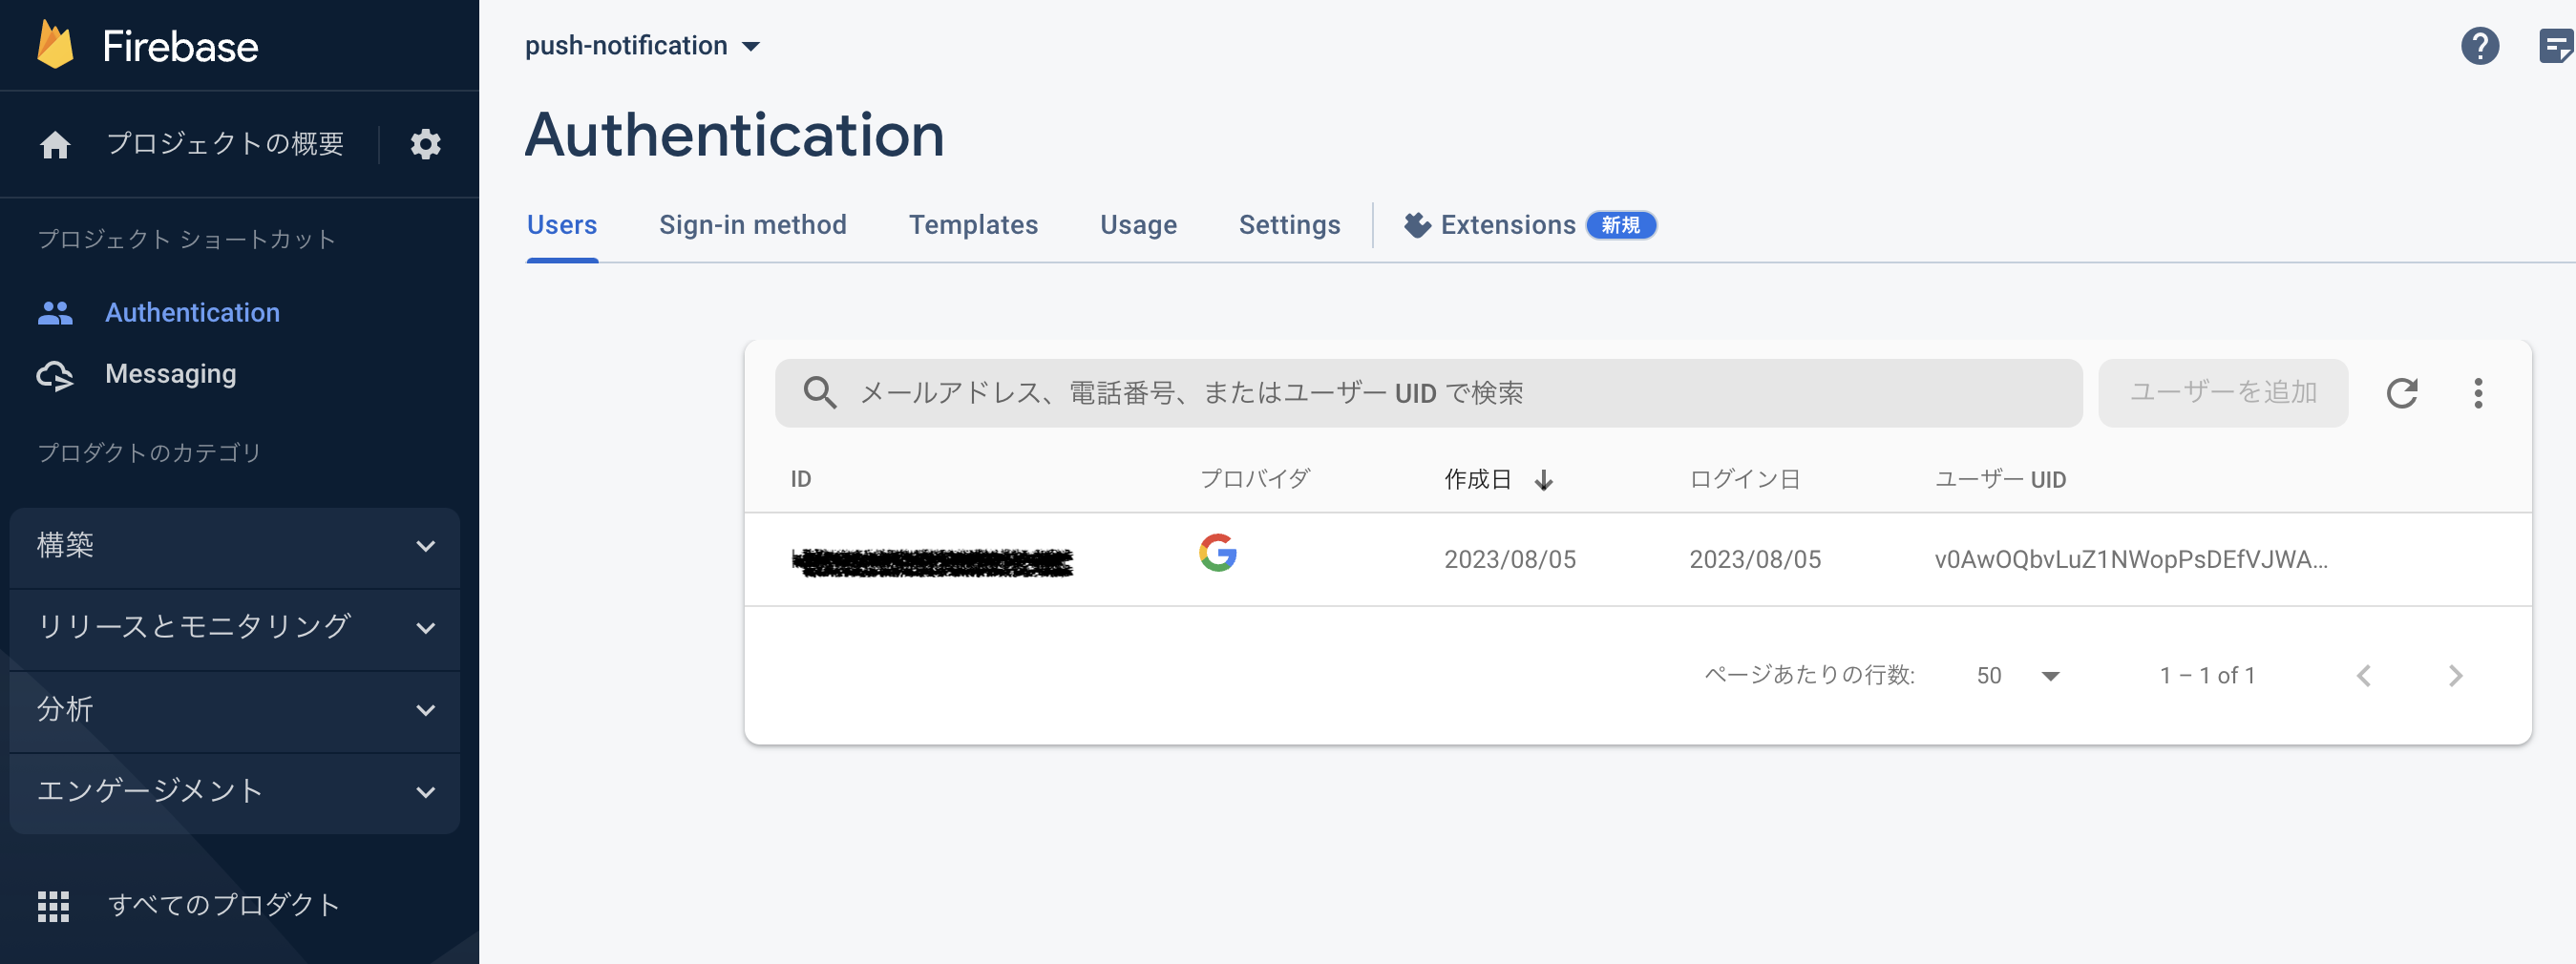 Firebase
プロジェクトの概要
プロジェクト ショートカット
Authentication
Messaging
プロダクトのカテゴリ
構築
リリースとモニタリング
分析
エンゲージメント
すべてのプロダクト
push-notification
Authentication
Users Sign-in method Templates Usage Settings Extensions 新規
メールアドレス、電話番号、またはユーザー UID で検索 ユーザーを追加
ID プロバイダ 作成日 ログイン日 ユーザー UID
2023/08/05 2023/08/05 v0AwOQbvLuZ1NWopPsDEfVJWA...
ページあたりの行数: 50 1 – 1 of 1